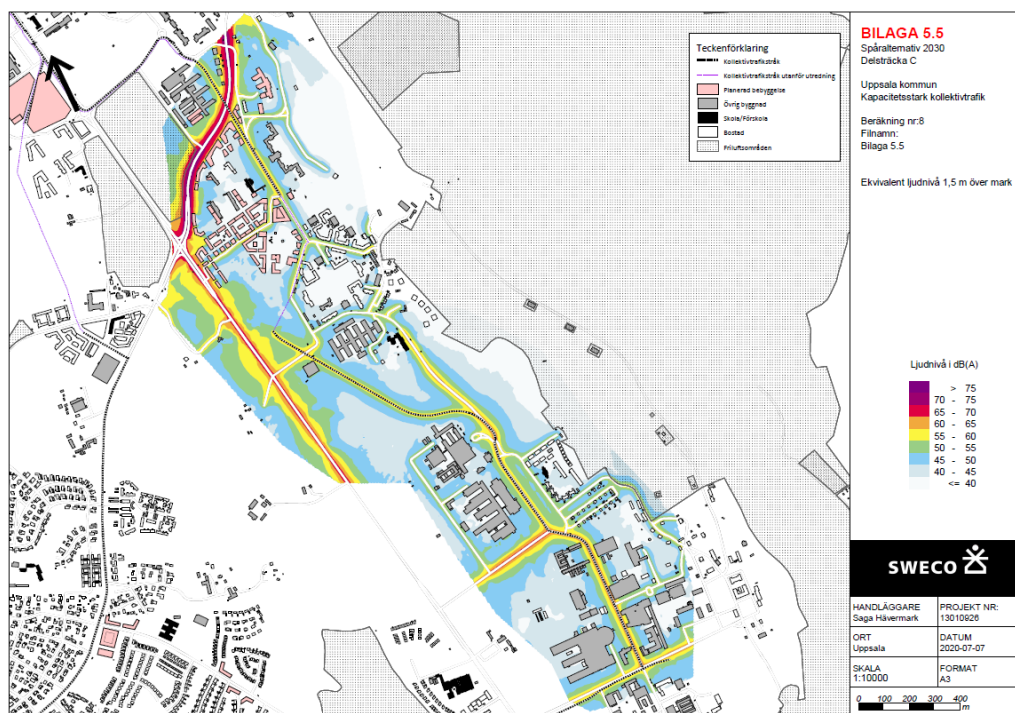 Teckenförklaring
Kollektivtrafikstråk
Kollektivtrafikstråk utanför utredning
Planerad bebyggelse
Övrig byggnad
Skola/Förskola
Bostad
Friluftsområden
BILAGA 5.5
Spåralternativ 2030
Delsträcka C
Uppsala kommun
Kapacitetsstark kollektivtrafik
Beräkning nr:8
Filnamn:
Bilaga 5.5
Ekvivalent ljudnivå 1,5 m över mark
Ljudnivå i dB(A)
> 75
70 - 75
65 - 70
60 - 65
55 - 60
50 - 55
45 - 50
40 - 45
<= 40
SWECO
HANDLÄGGARE
Saga Hävermark
PROJEKT NR:
13010926
ORT
Uppsala
DATUM
2020-07-07
SKALA
1:10000
FORMAT
A3
0 100 200 300 400
m